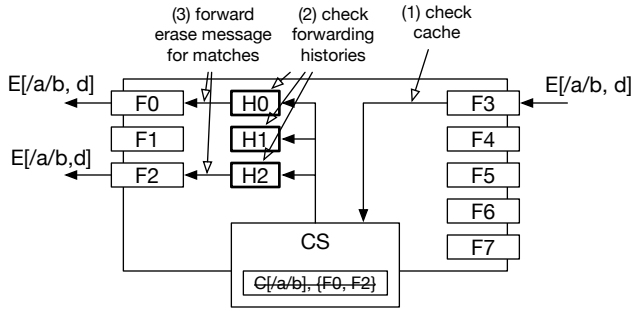 (3) forward
erase message
for matches
(2) check
forwarding
histories
(1) check
cache
E[/a/b, d]
E[/a/b, d]
F0
H0
F3
F1
H1
F4
E[/a/b,d]
F2
H2
F5
F6
F7
CS
C[/a/b], {F0, F2}